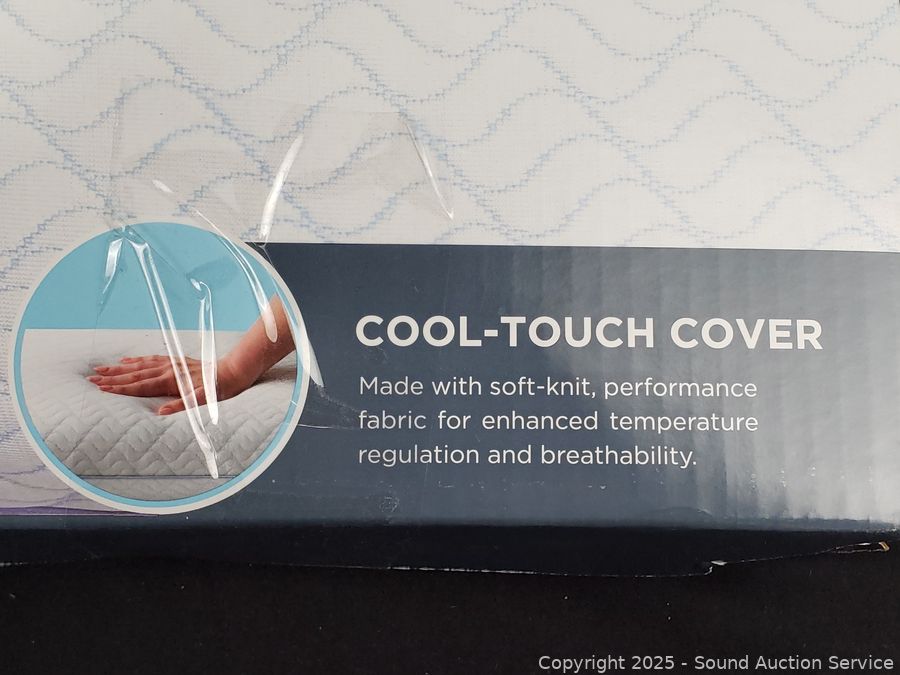 COOL-TOUCH COVER
Made with soft-knit, performance
fabric for enhanced temperature
regulation and breathability.
Copyright 2025 - Sound Auction Service